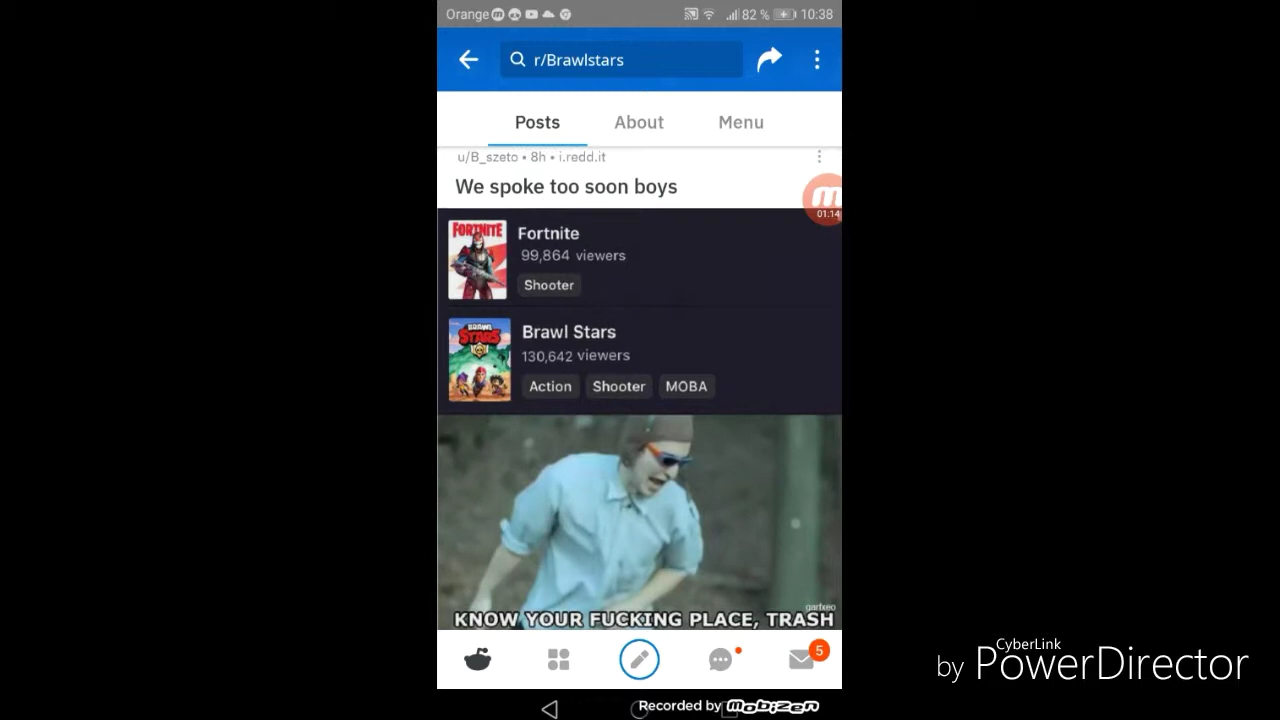 Orange 82 % 10:38
r/Brawlstars
Posts About Menu
u/B_szeto • 8h • i.redd.it
We spoke too soon boys
01:14
FORTNITE
Fortnite
99,864 viewers
Shooter
BRAWL STARS
Brawl Stars
130,642 viewers
Action Shooter MOBA
garfxeo
KNOW YOUR FUCKING PLACE, TRASH
5
CyberLink
by PowerDirector
Recorded by mobizen